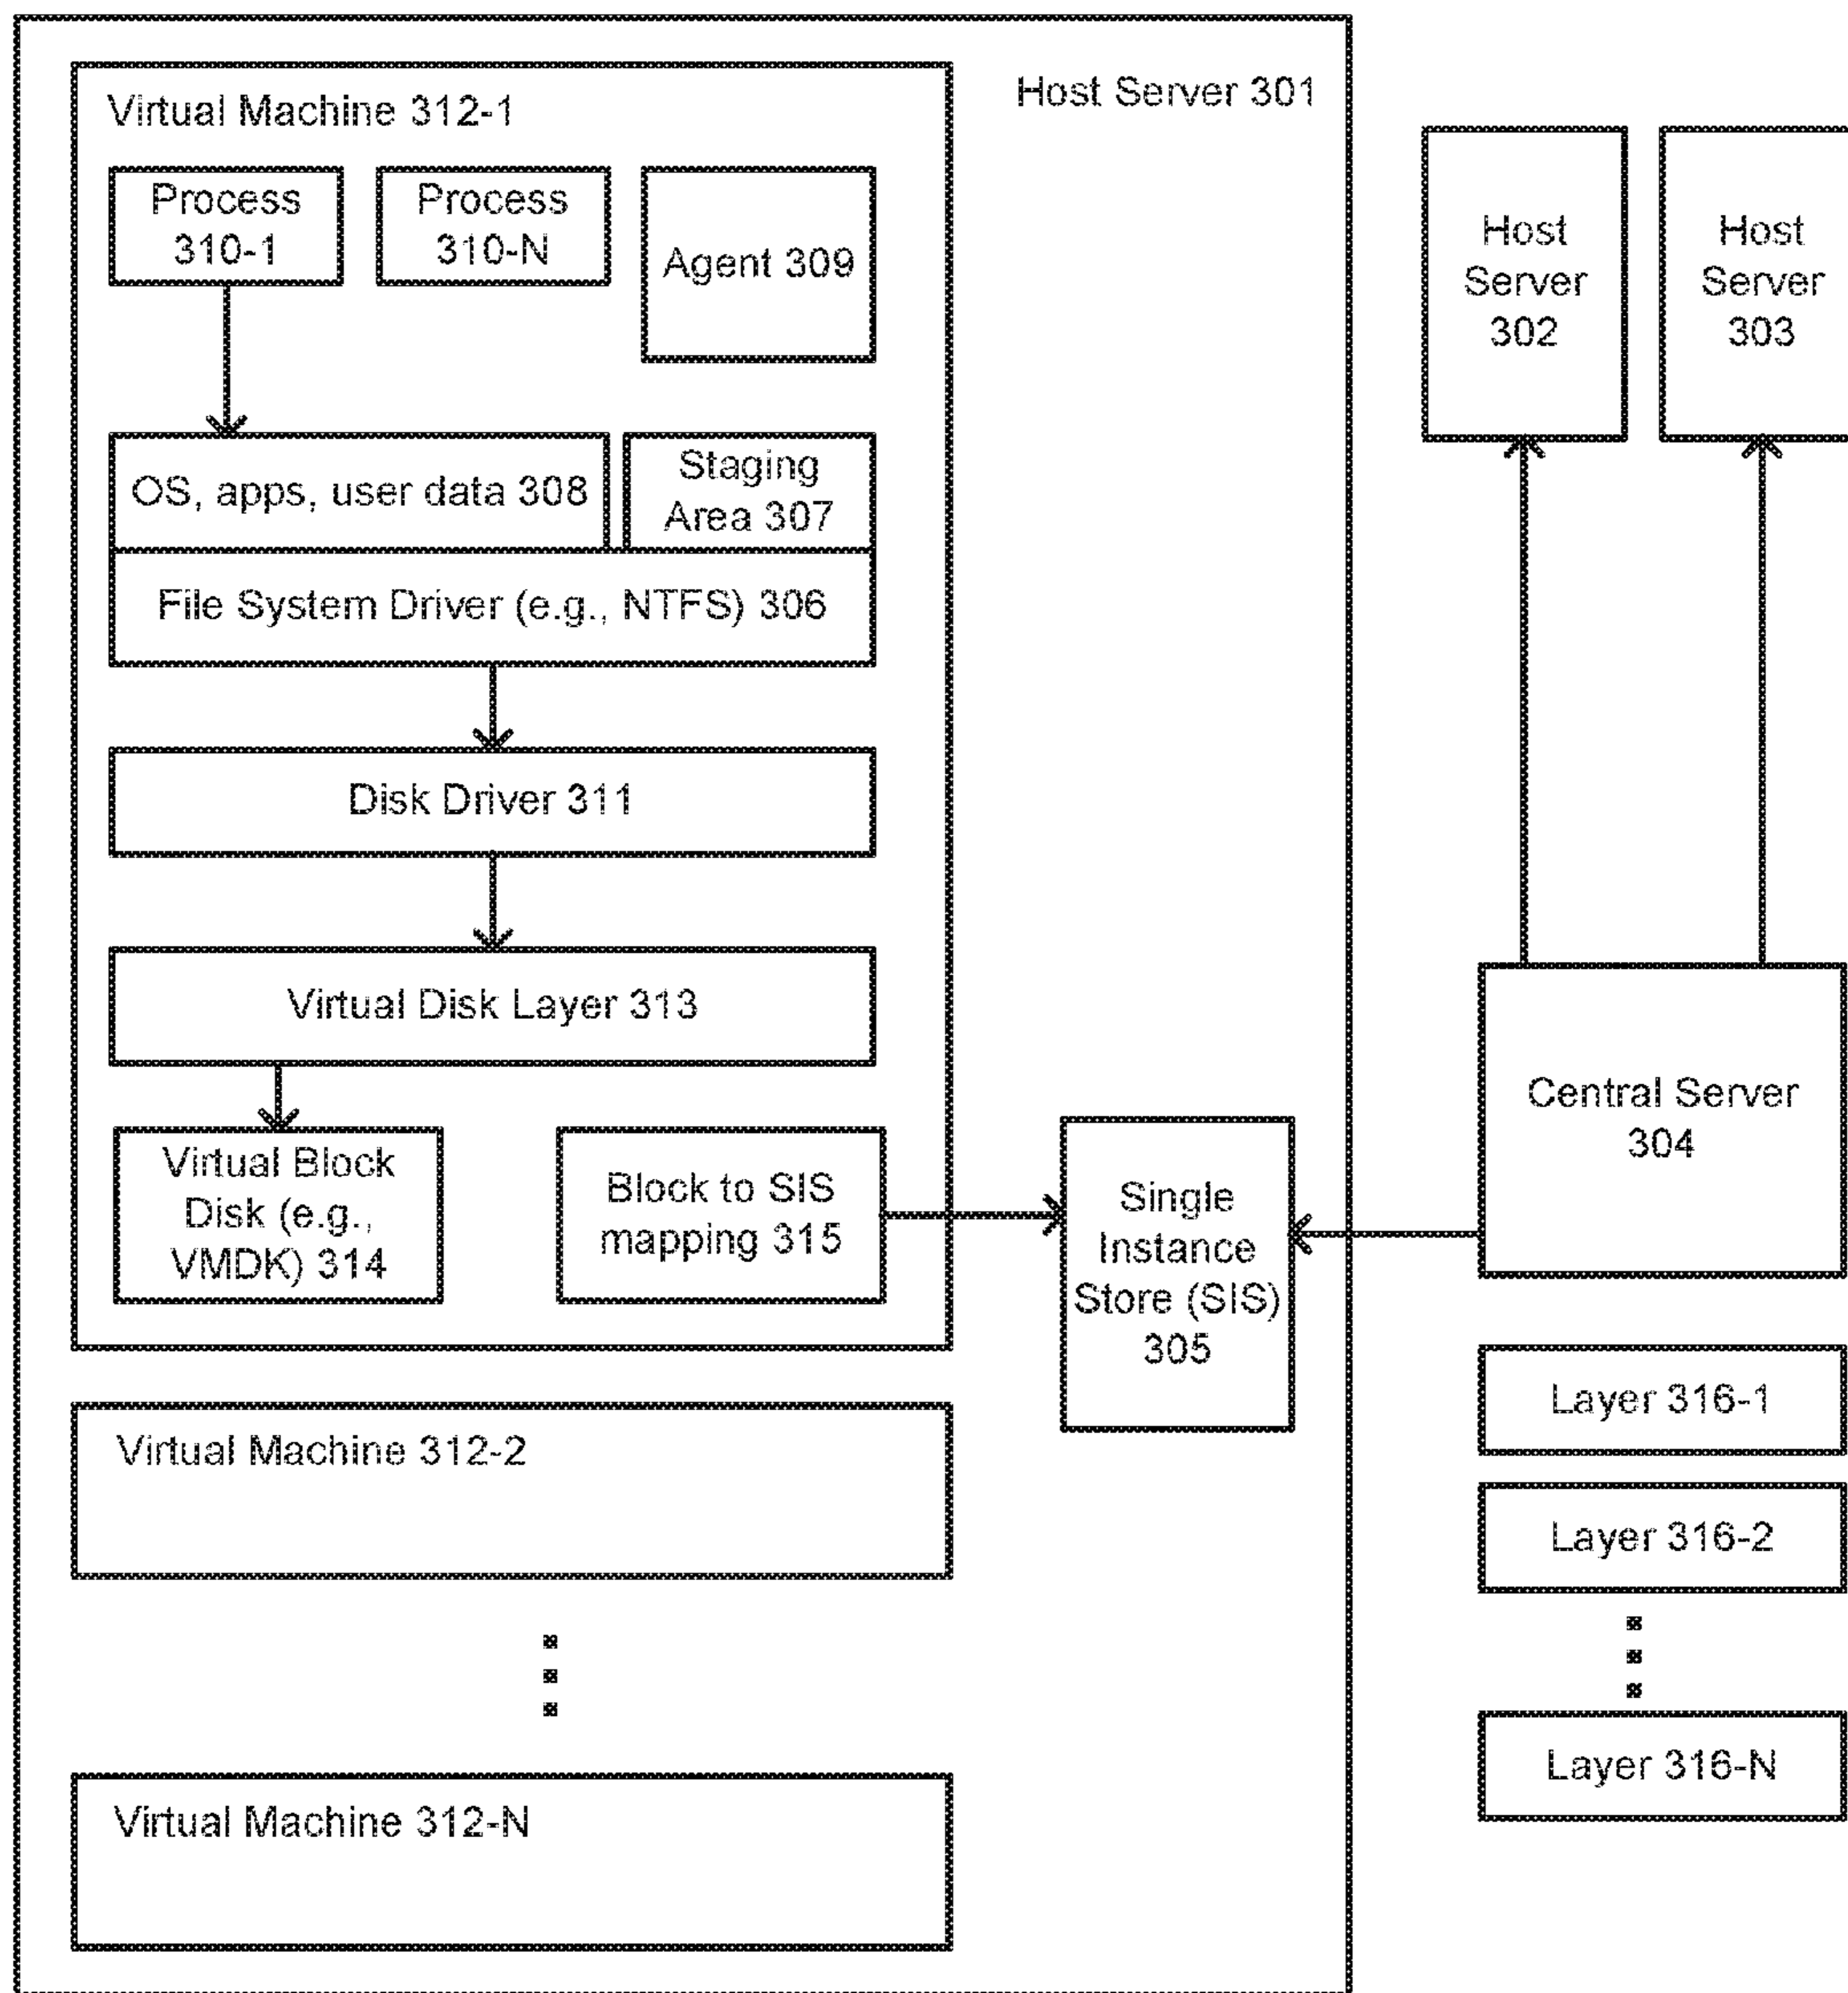 Host Server 301
Virtual Machine 312-1
Process
310-1
Process
310-N
Agent 309
OS, apps, user data 308
Staging
Area 307
File System Driver (e.g., NTFS) 306
Disk Driver 311
Virtual Disk Layer 313
Virtual Block
Disk (e.g.,
VMDK) 314
Block to SIS
mapping 315
Single
Instance
Store (SIS)
305
Virtual Machine 312-2
Virtual Machine 312-N
Host
Server
302
Host
Server
303
Central Server
304
Layer 316-1
Layer 316-2
Layer 316-N